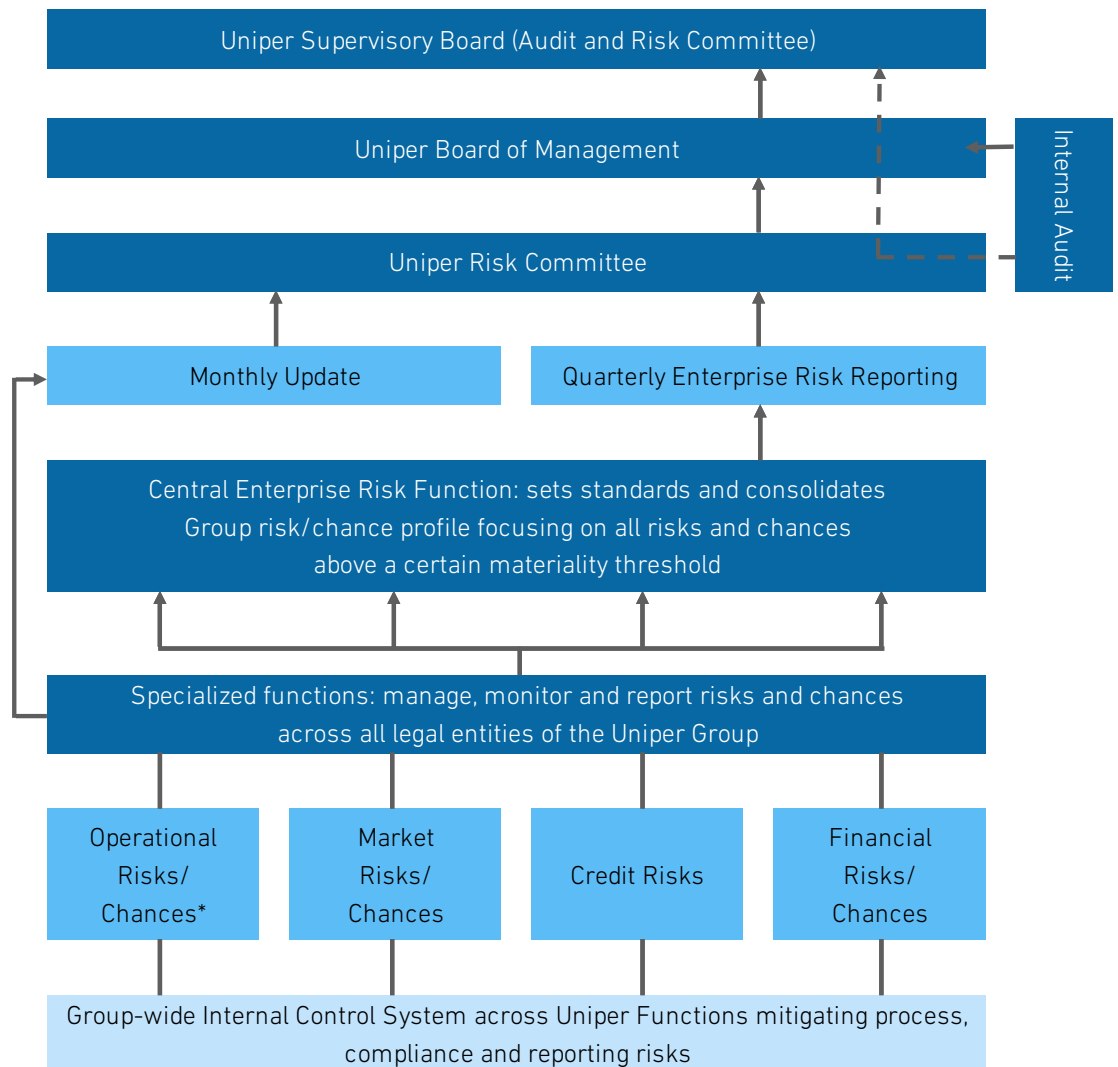 Uniper Supervisory Board (Audit and Risk Committee)
Uniper Board of Management
Internal Audit
Uniper Risk Committee
Monthly Update
Quarterly Enterprise Risk Reporting
Central Enterprise Risk Function: sets standards and consolidates
Group risk/chance profile focusing on all risks and chances
above a certain materiality threshold
Specialized functions: manage, monitor and report risks and chances
across all legal entities of the Uniper Group
Operational
Risks/
Chances*
Market
Risks/
Chances
Credit Risks
Financial
Risks/
Chances
Group-wide Internal Control System across Uniper Functions mitigating process,
compliance and reporting risks